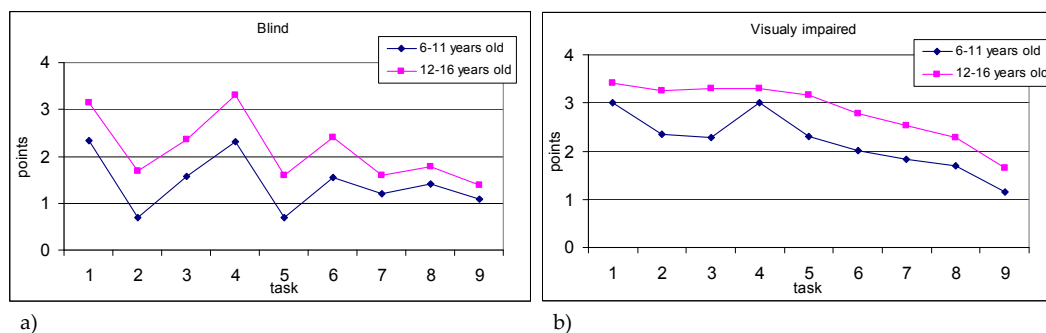 Blind
6-11 years old
12-16 years old
4
3
2
1
0
points
1 2 3 4 5 6 7 8 9
task
a)
Visualy impaired
6-11 years old
12-16 years old
4
3
2
1
0
points
1 2 3 4 5 6 7 8 9
task
b)